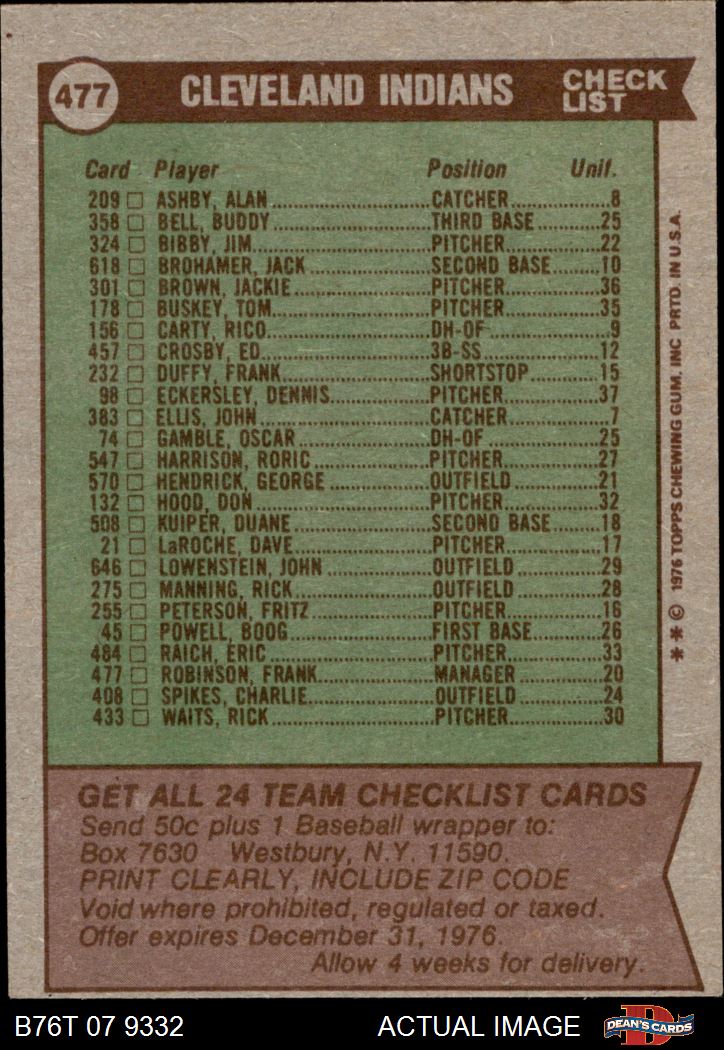 477 CLEVELAND INDIANS CHECK LIST
Card Player Position Unif.
209 □ ASHBY, ALAN CATCHER 8
358 □ BELL, BUDDY THIRD BASE 25
324 □ BIBBY, JIM PITCHER 22
618 □ BROHAMER, JACK SECOND BASE 10
301 □ BROWN, JACKIE PITCHER 36
178 □ BUSKEY, TOM PITCHER 35
156 □ CARTY, RICO DH-OF 9
457 □ CROSBY, ED 3B-SS 12
232 □ DUFFY, FRANK SHORTSTOP 15
98 □ ECKERSLEY, DENNIS PITCHER 37
383 □ ELLIS, JOHN CATCHER 7
74 □ GAMBLE, OSCAR DH-OF 25
547 □ HARRISON, RORIC PITCHER 27
570 □ HENDRICK, GEORGE OUTFIELD 21
132 □ HOOD, DON PITCHER 32
508 □ KUIPER, DUANE SECOND BASE 18
21 □ LaROCHE, DAVE PITCHER 17
646 □ LOWENSTEIN, JOHN OUTFIELD 29
275 □ MANNING, RICK OUTFIELD 28
255 □ PETERSON, FRITZ PITCHER 16
45 □ POWELL, BOOG FIRST BASE 26
484 □ RAICH, ERIC PITCHER 33
477 □ ROBINSON, FRANK MANAGER 20
408 □ SPIKES, CHARLIE OUTFIELD 24
433 □ WAITS, RICK PITCHER 30
** © 1976 TOPPS CHEWING GUM, INC PRTD. IN U.S.A.
GET ALL 24 TEAM CHECKLIST CARDS
Send 50c plus 1 Baseball wrapper to:
Box 7630 Westbury, N.Y. 11590.
PRINT CLEARLY, INCLUDE ZIP CODE
Void where prohibited, regulated or taxed.
Offer expires December 31, 1976.
Allow 4 weeks for delivery.
B76T 07 9332 ACTUAL IMAGE D DEAN'S CARDS